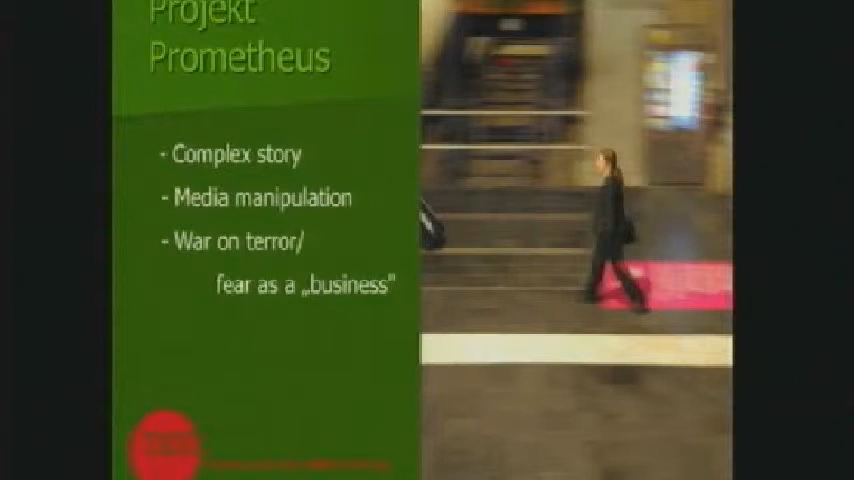 Projekt
Prometheus
- Complex story
- Media manipulation
- War on terror/
fear as a „business"